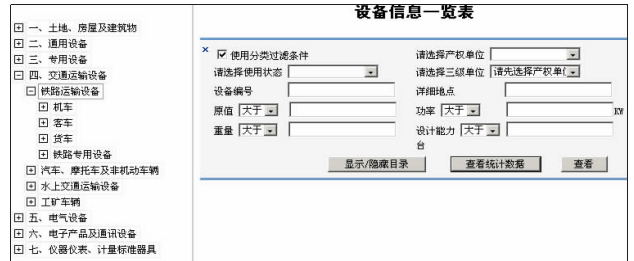 设备信息一览表
一、土地、房屋及建筑物
二、通用设备
三、专用设备
四、交通运输设备
铁路运输设备
机车
客车
货车
铁路专用设备
汽车、摩托车及非机动车辆
水上交通运输设备
工矿车辆
五、电气设备
六、电子产品及通讯设备
七、仪器仪表、计量标准器具
使用分类过滤条件 请选择产权单位
请选择使用状态 请选择三级单位 请先选择产权单位
设备编号 详细地点
原值 大于 功率 大于 KW
重量 大于 设计能力 大于
台
显示/隐藏目录 查看统计数据 查看